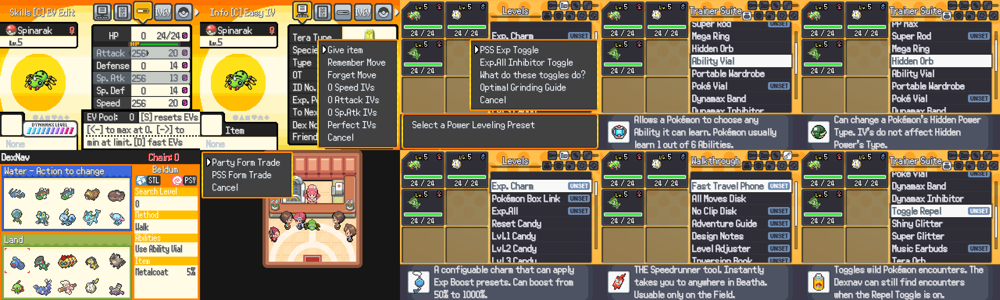 Skills [C] EV Edit
IV EV
Spinarak ♀
Lv.5
HP 0 24/24 S
HP
Attack 256 20 S
Defense 0 14 S
Sp. Atk 256 13 S
Sp. Def 0 14 S
Speed 256 20 S
EV Pool: 0 [S] resets EVs
[<-] to max at 0. [->] to
min at limit. [D] fast EVs
DYNAMAX LEVEL
None
Info [C] Easy IV
IV EV
Spinarak ♀
Lv.5
Tera Type
Specie
Type
OT
ID No.
Exp. P
To Nex
Dex No
Friend
Give item
Remember Move
Forget Move
0 Speed IVs
0 Attack IVs
0 Sp.Atk IVs
Perfect IVs
Cancel
Item
None
Lv.5 ♀
24 / 24
Lv.5 ♂
24 / 24
Lv.5 ♀
24 / 24
Levels
Lv
Exp. Charm UNSET
PSS Exp Toggle
Exp.All Inhibitor Toggle
What do these toggles do?
Optimal Grinding Guide
Cancel
Select a Power Leveling Preset
Lv.5 ♀
24 / 24
Lv.5 ♂
24 / 24
Lv.5 ♀
24 / 24
Trainer Suite
Super Rod UNSET
Mega Ring
Hidden Orb
Ability Vial
Portable Wardrobe
Poké Vial UNSET
Dynamax Band
Dynamax Inhibitor
Allows a Pokémon to choose any
Ability it can learn. Pokémon usually
learn 1 out of 6 Abilities.
Lv.5 ♀
24 / 24
Lv.5 ♂
24 / 24
Lv.5 ♀
24 / 24
Trainer Suite
PP Max
Super Rod UNSET
Mega Ring
Hidden Orb
Ability Vial
Portable Wardrobe
Poké Vial UNSET
Dynamax Band
Can change a Pokémon's Hidden Power
Type. IV's do not affect Hidden
Power's Type.
DexNav Chain: 0
Water - Action to change
Land
Beldum
STL PSY
Search Level
0
Method
Walk
Abilities
Use Ability Vial
Item
Metalcoat 5%
Party Form Trade
PSS Form Trade
Cancel
Lv.5 ♀
24 / 24
Lv.5 ♂
24 / 24
Lv.5 ♀
24 / 24
Levels
Lv
Exp. Charm UNSET
Pokémon Box Link UNSET
Exp.All UNSET
Reset Candy
Lvl.1 Candy
Lvl.2 Candy
Lvl.3 Candy
A configuable charm that can apply
Exp Boost presets. Can boost from
50% to 1000%.
Lv.5 ♀
24 / 24
Lv.5 ♂
24 / 24
Lv.5 ♀
24 / 24
Walkthrough
Fast Travel Phone UNSET
All Moves Disk
No Clip Disk UNSET
Adventure Guide UNSET
Design Notes UNSET
Level Adjuster UNSET
Inversion Book UNSET
THE Speedrunner tool. Instantly
takes you to anywhere in Beatha.
Usuable only on the Field.
Lv.5 ♀
24 / 24
Lv.5 ♂
24 / 24
Lv.5 ♀
24 / 24
Trainer Suite
Poké Vial UNSET
Dynamax Band
Dynamax Inhibitor
Toggle Repel UNSET
Shiny Glitter
Super Glitter
Music Earbuds UNSET
Tera Orb
Toggles wild Pokémon encounters. The
Dexnav can still find encounters
when the Repel Toggle is on.